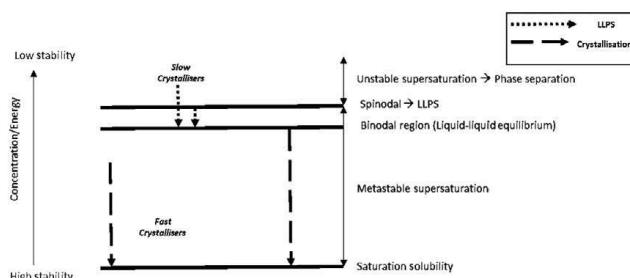 LLPS
Crystallisation
Low stability
Slow
Crystallisers
Unstable supersaturation → Phase separation
Spinodal → LLPS
Binodal region (Liquid-liquid equilibrium)
Concentration/Energy
Metastable supersaturation
Fast
Crystallisers
Saturation solubility
High stability